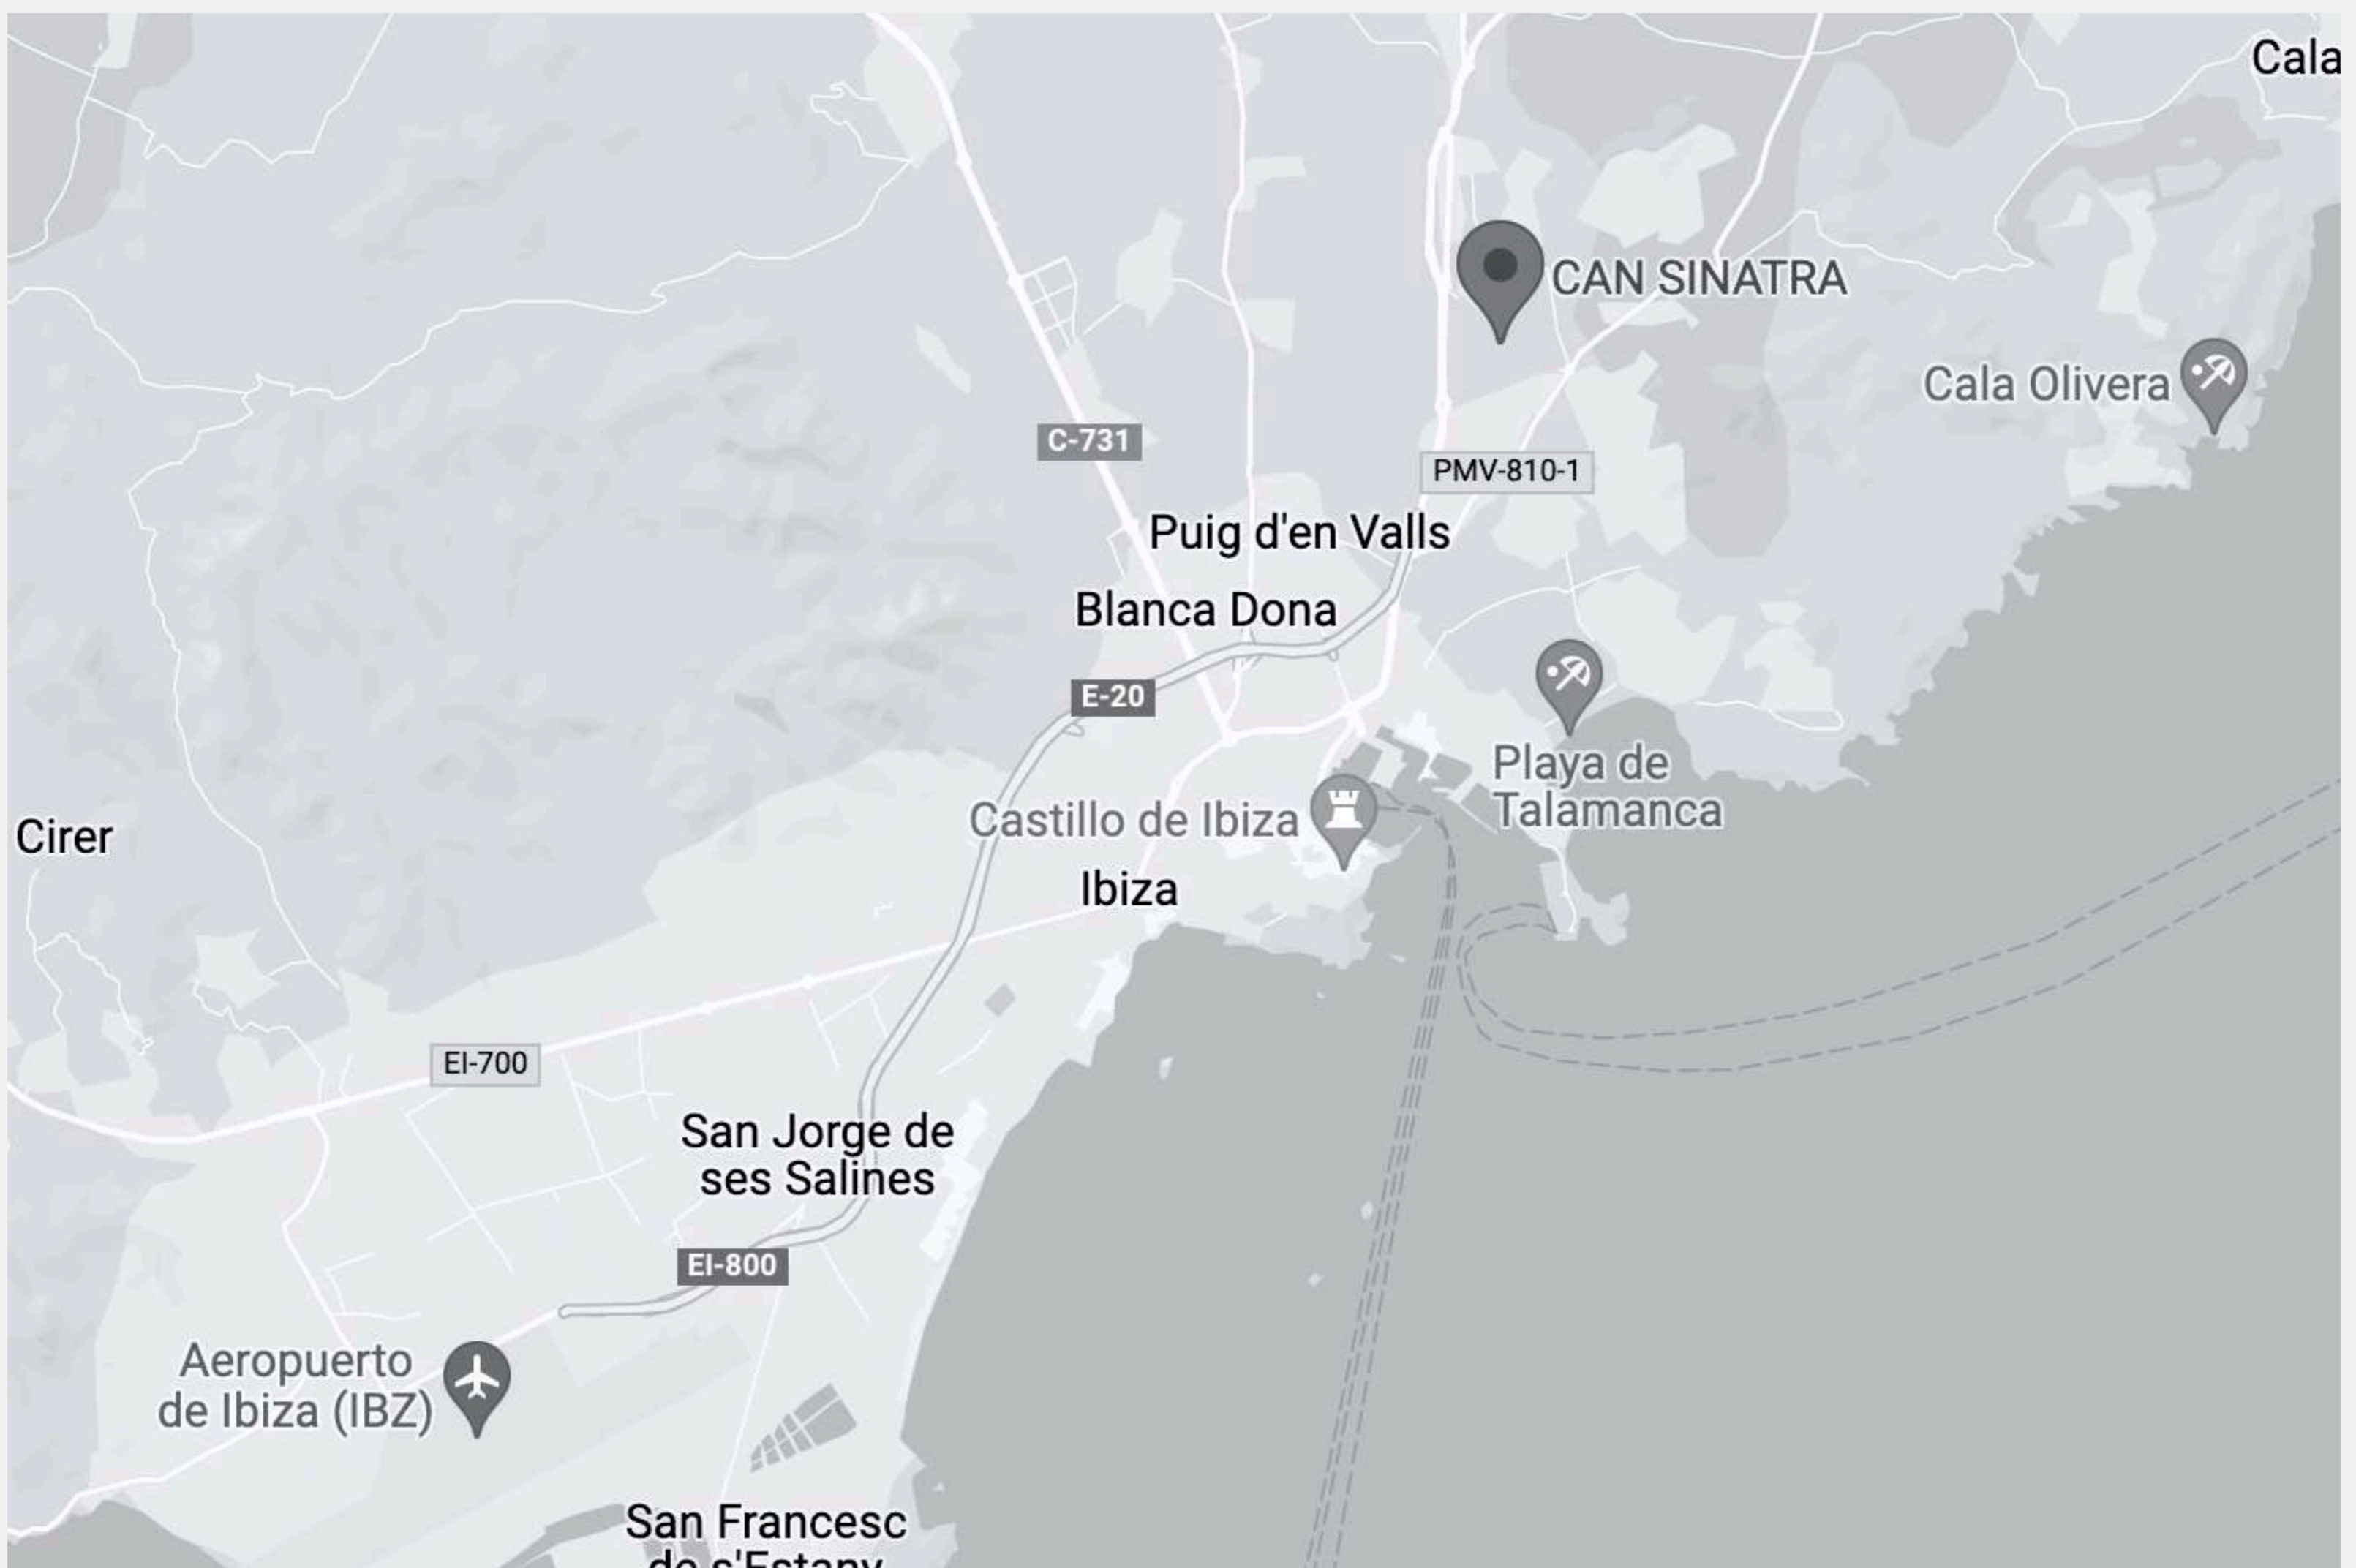 Cala
CAN SINATRA
Cala Olivera
C-731
PMV-810-1
Puig d'en Valls
Blanca Dona
E-20
Playa de
Talamanca
Castillo de Ibiza
Cirer
Ibiza
EI-700
San Jorge de
ses Salines
EI-800
Aeropuerto
de Ibiza (IBZ)
San Francesc
de s'Estany